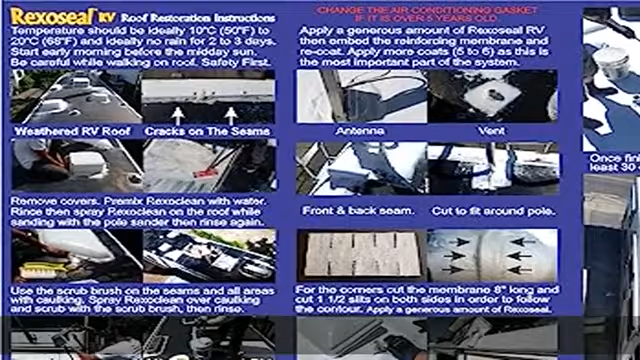 Rexoseal RV Roof Restoration Instructions
Temperature should be ideally 10°C (50°F) to
20°C (68°F) and ideally no rain for 2 to 3 days.
Start early morning before the midday sun.
Be careful while walking on roof. Safety First.
Weathered RV Roof
Cracks on The Seams
Remove covers. Premix Rexoclean with water.
Rince then spray Rexoclean on the roof while
sanding with the pole sander then rinse again.
Use the scrub brush on the seams and all areas
with caulking. Spray Rexoclean over caulking
and scrub with the scrub brush, then rinse.
CHANGE THE AIR CONDITIONING GASKET
IF IT IS OVER 5 YEARS OLD.
Apply a generous amount of Rexoseal RV
then embed the reinforcing membrane and
re-coat. Apply more coats (5 to 6) as this is
the most important part of the system.
Antenna
Vent
Front & back seam.
Cut to fit around pole.
For the corners cut the membrane 8" long and
cut 1 1/2 slits on both sides in order to follow
the contour. Apply a generous amount of Rexoseal.
Once fini
least 30